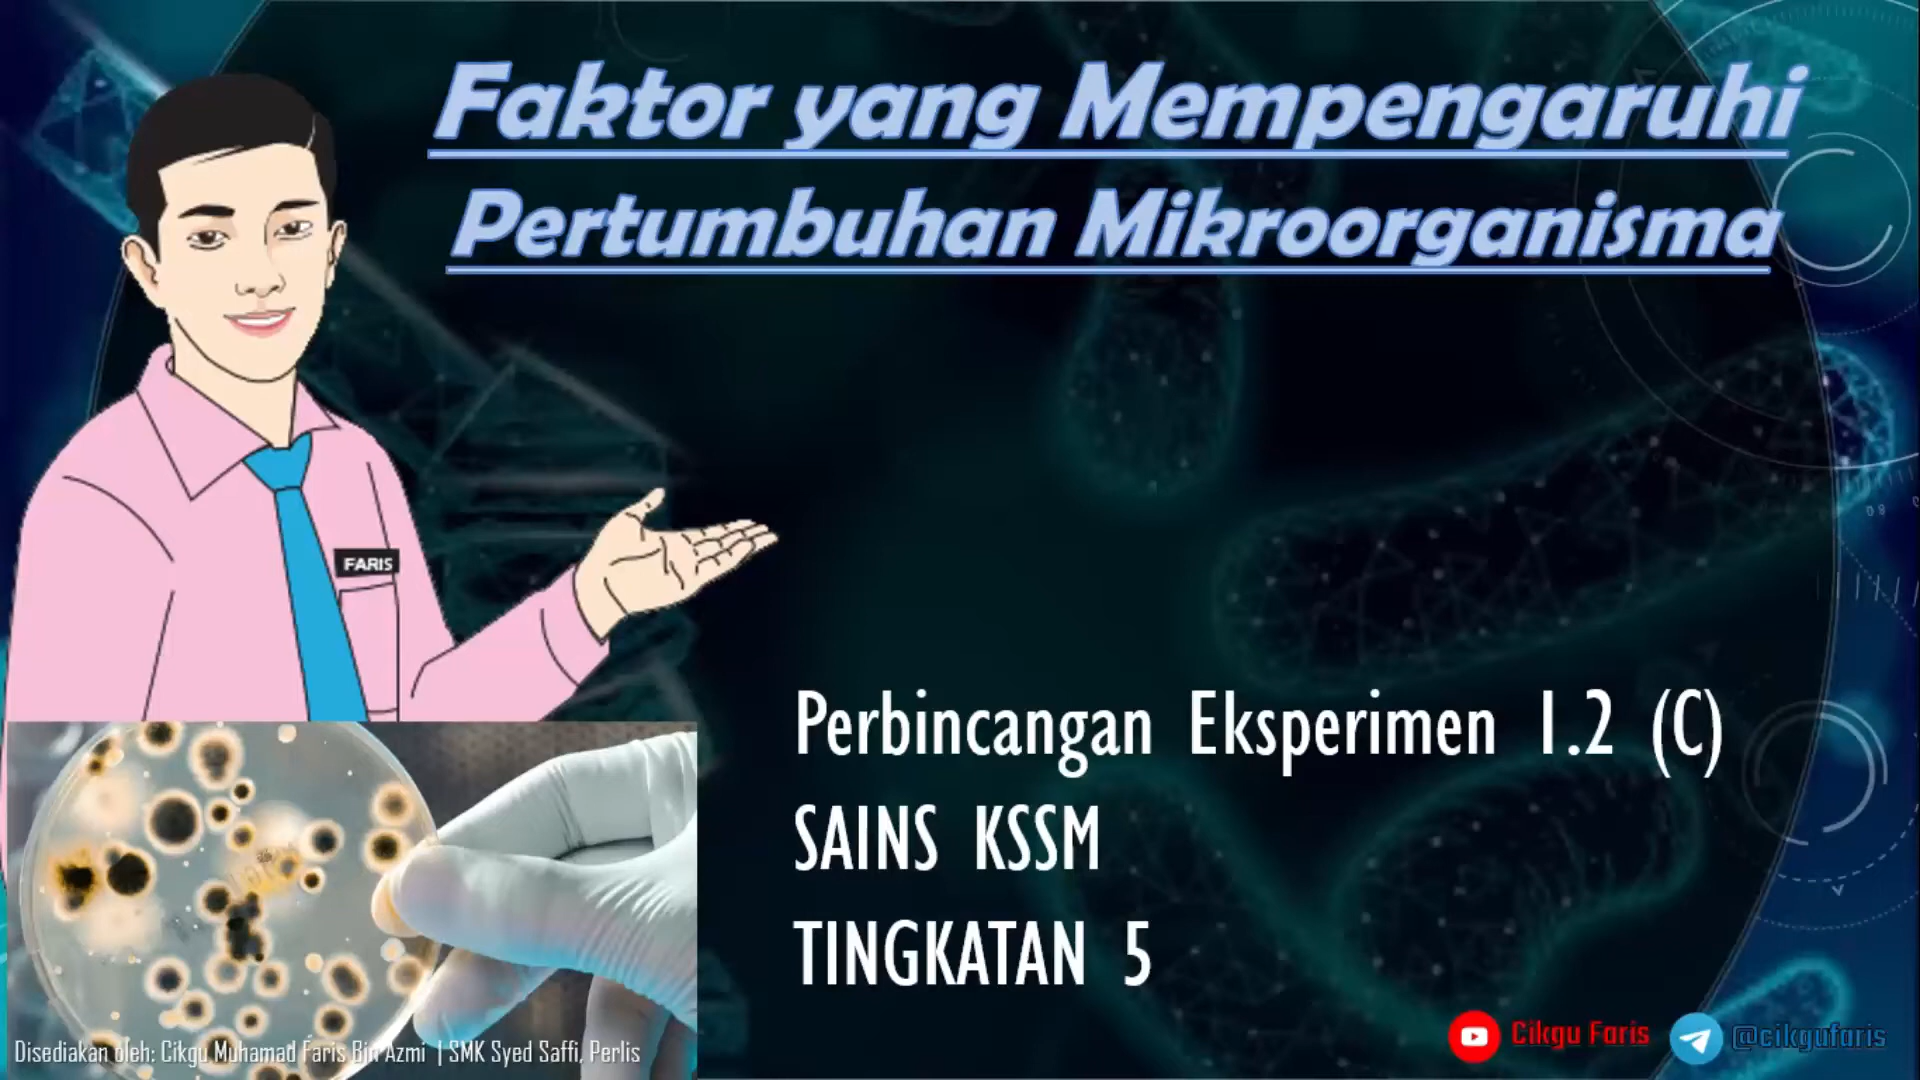 Faktor yang Mempengaruhi
Pertumbuhan Mikroorganisma
FARIS
Perbincangan Eksperimen 1.2 (C)
SAINS KSSM
TINGKATAN 5
Disediakan oleh: Cikgu Muhamad Faris Bin Azmi | SMK Syed Saffi, Perlis
Cikgu Faris
@cikgufaris